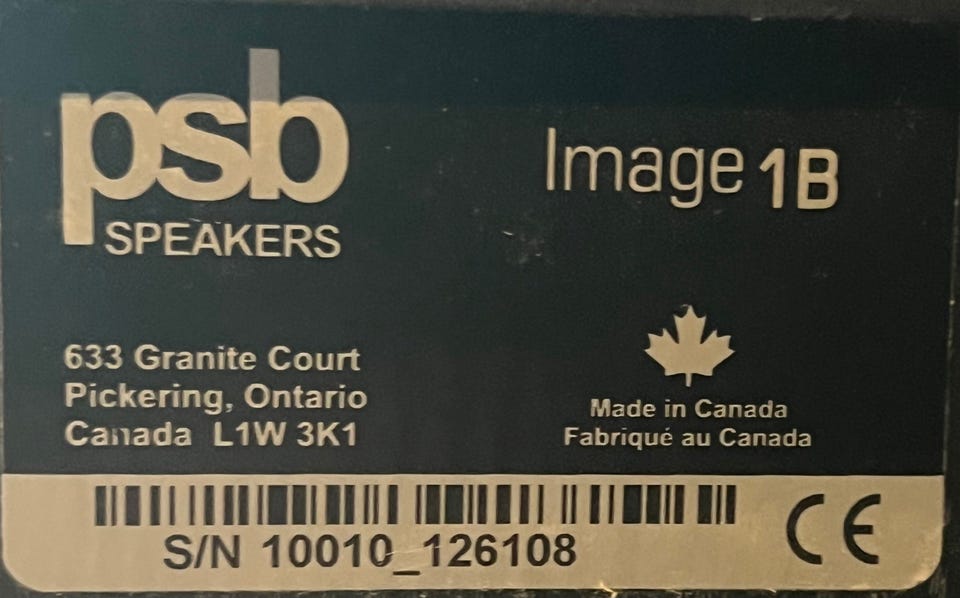 psb
SPEAKERS
Image 1B
633 Granite Court
Pickering, Ontario
Canada L1W 3K1
Made in Canada
Fabriqué au Canada
S/N 10010_126108
CE